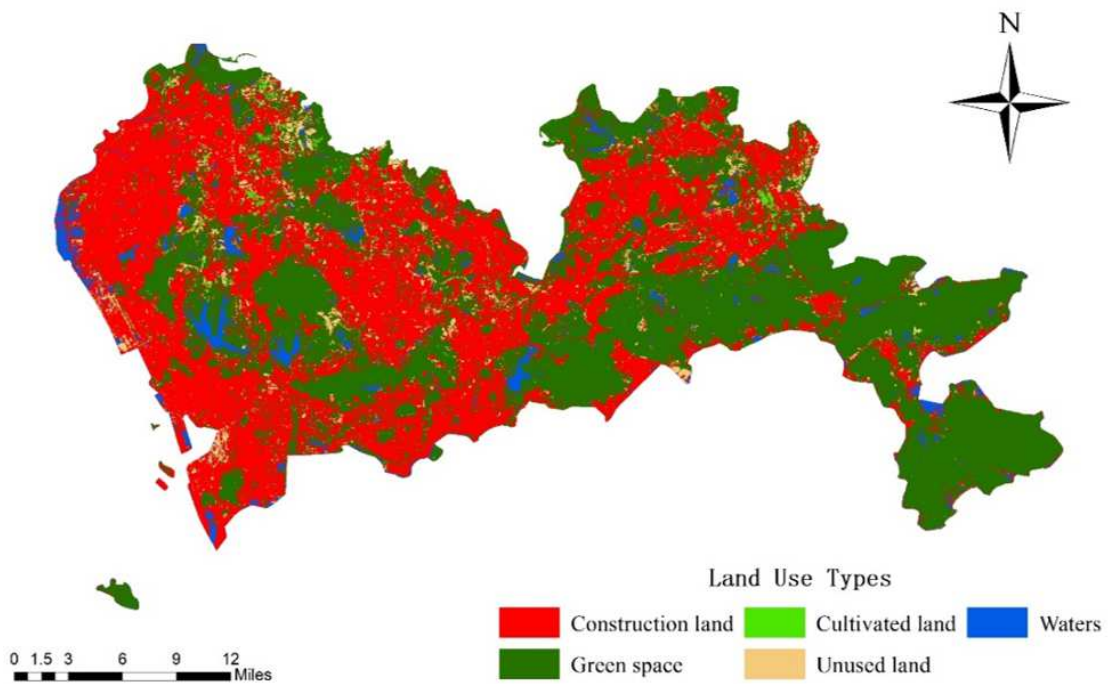 N
Land Use Types
Construction land Cultivated land Waters
Green space Unused land
0 1.5 3 6 9 12
Miles